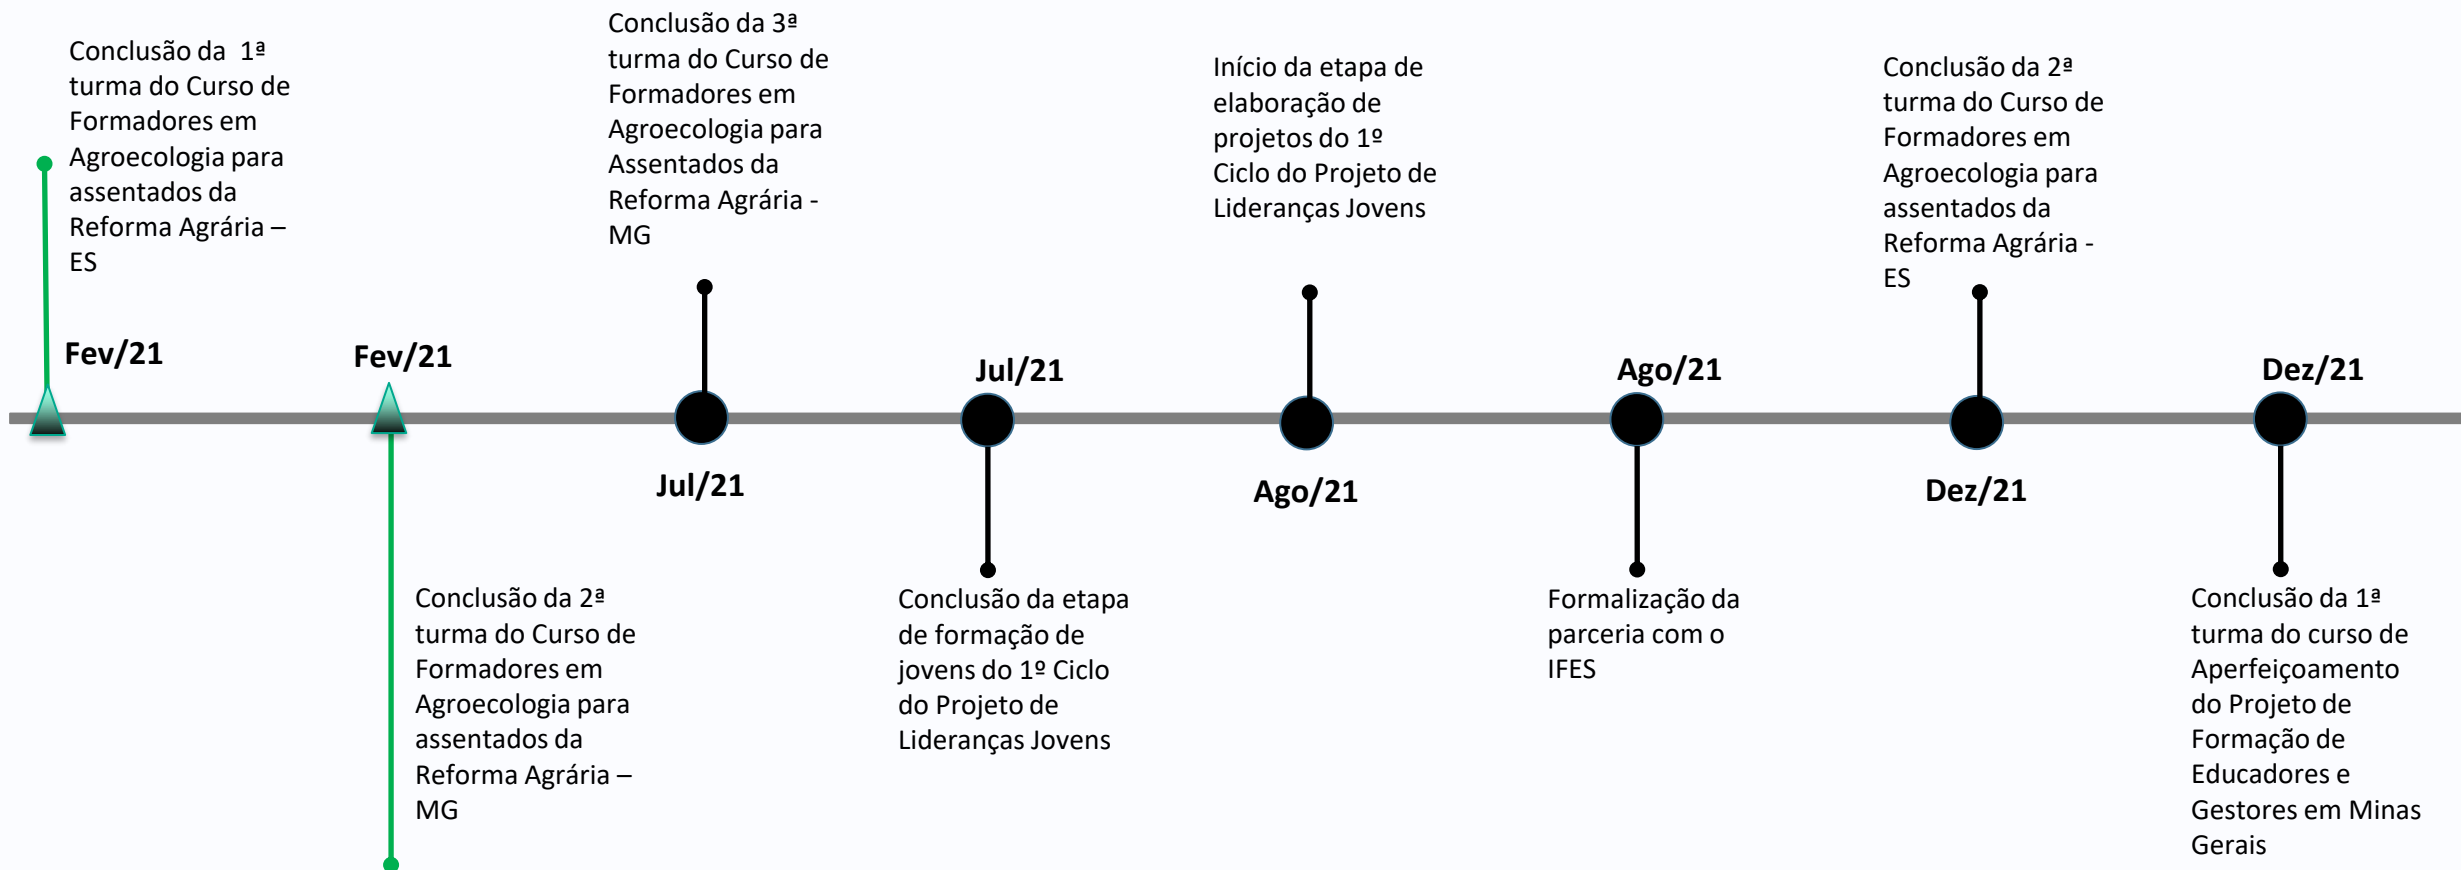 Conclusão da 1ª
turma do Curso de
Formadores em
Agroecologia para
assentados da
Reforma Agrária –
ES
Fev/21
Fev/21
Conclusão da 2ª
turma do Curso de
Formadores em
Agroecologia para
assentados da
Reforma Agrária –
MG
Conclusão da 3ª
turma do Curso de
Formadores em
Agroecologia para
Assentados da
Reforma Agrária -
MG
Jul/21
Jul/21
Conclusão da etapa
de formação de
jovens do 1º Ciclo
do Projeto de
Lideranças Jovens
Início da etapa de
elaboração de
projetos do 1º
Ciclo do Projeto de
Lideranças Jovens
Ago/21
Ago/21
Formalização da
parceria com o
IFES
Conclusão da 2ª
turma do Curso de
Formadores em
Agroecologia para
assentados da
Reforma Agrária -
ES
Dez/21
Dez/21
Conclusão da 1ª
turma do curso de
Aperfeiçoamento
do Projeto de
Formação de
Educadores e
Gestores em Minas
Gerais